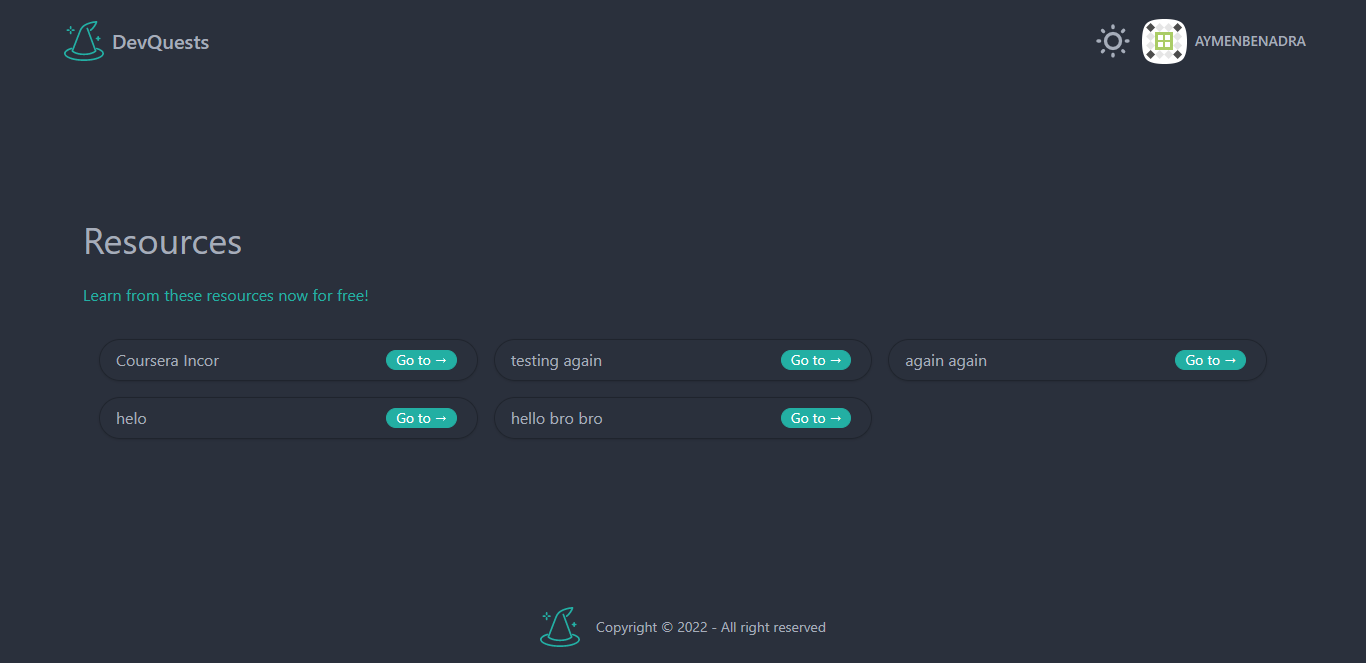 DevQuests
AYMENBENADRA
Resources
Learn from these resources now for free!
Coursera Incor Go to →
testing again Go to →
again again Go to →
helo Go to →
hello bro bro Go to →
Copyright © 2022 - All right reserved